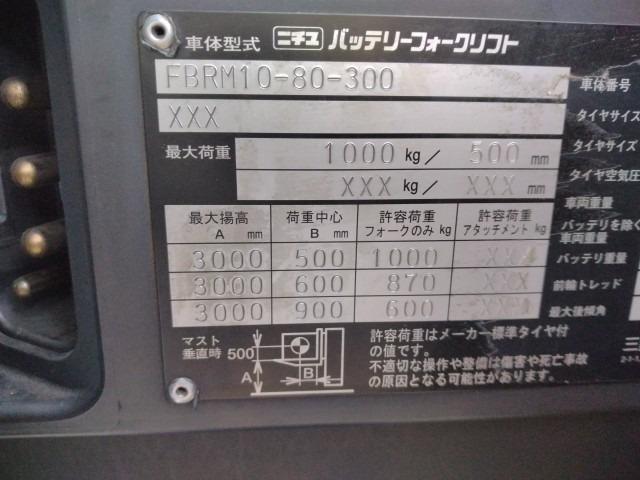 車体型式 ニチユ バッテリーフォークリフト
FBRM10-80-300
車体番号
XXX
タイヤサイズ
最大荷重 1000 kg／ 500 mm
タイヤサイズ
XXX kg／ XXX mm
タイヤ空気圧
車両重量
最大揚高 A mm 荷重中心 B mm 許容荷重 フォークのみ kg 許容荷重 アタッチメント kg
バッテリを除く
車両重量
3000 500 1000 XXX
バッテリ重量
3000 600 870 XXX
前輪トレッド
3000 900 600 XXX
最大後傾角
マスト
垂直時 500
A
B
許容荷重はメーカー標準タイヤ付
の値です。
不適切な操作や整備は傷害や死亡事故
の原因となる可能性があります。
三